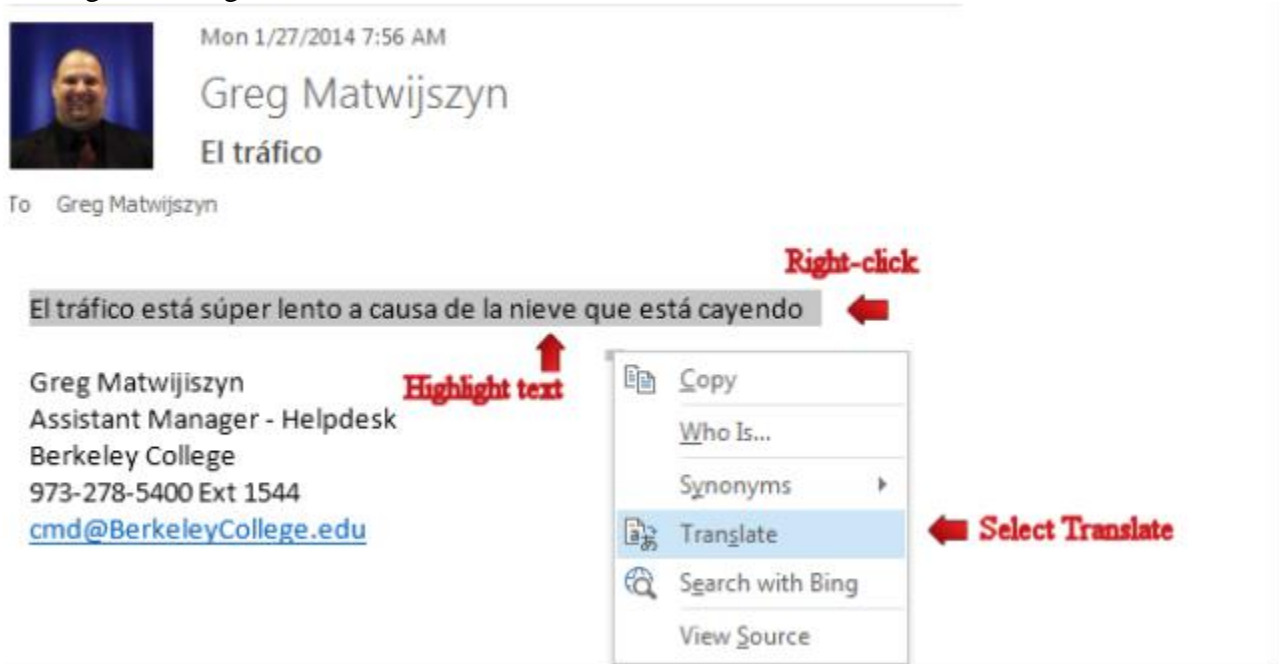 Mon 1/27/2014 7:56 AM
Greg Matwijszyn
El tráfico
To Greg Matwijszyn
Right-click
El tráfico está súper lento a causa de la nieve que está cayendo
Highlight text
Greg Matwijiszyn
Assistant Manager - Helpdesk
Berkeley College
973-278-5400 Ext 1544
cmd@BerkeleyCollege.edu
Copy
Who Is...
Synonyms
Translate
Select Translate
Search with Bing
View Source